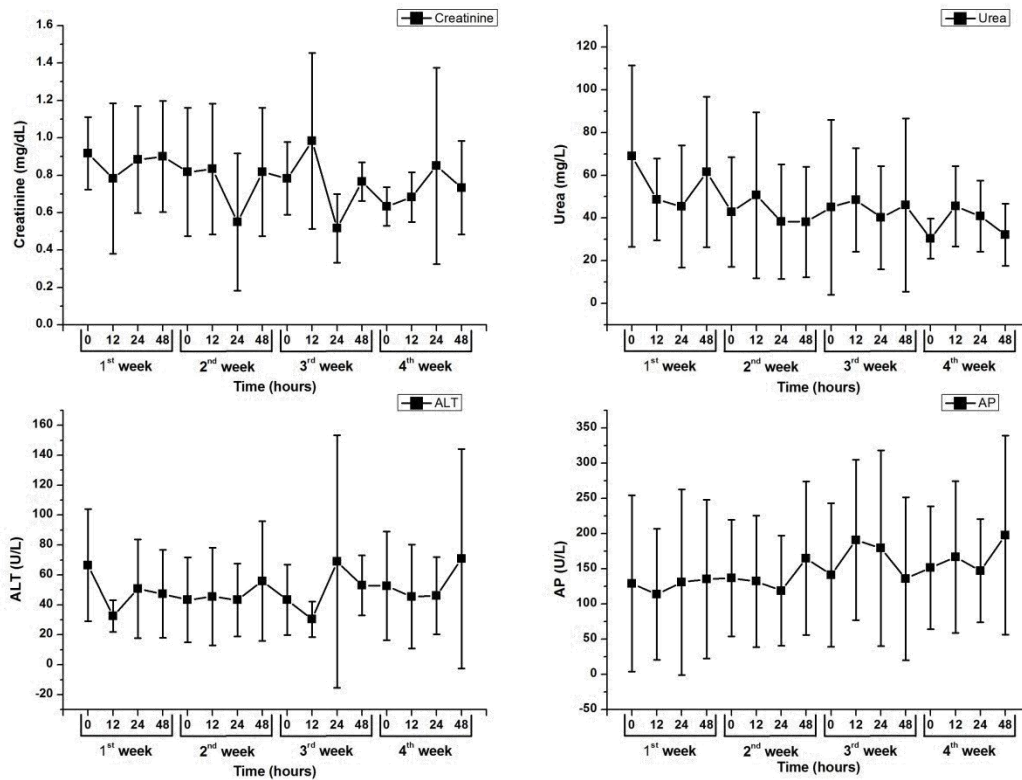 Creatinine
Creatinine (mg/dL)
1.6
1.4
1.2
1.0
0.8
0.6
0.4
0.2
0.0
0 12 24 48 0 12 24 48 0 12 24 48 0 12 24 48
1st week 2nd week 3rd week 4th week
Time (hours)
Urea
Urea (mg/L)
120
100
80
60
40
20
0
0 12 24 48 0 12 24 48 0 12 24 48 0 12 24 48
1st week 2nd week 3rd week 4th week
Time (hours)
ALT
ALT (U/L)
160
140
120
100
80
60
40
20
0
-20
0 12 24 48 0 12 24 48 0 12 24 48 0 12 24 48
1st week 2nd week 3rd week 4th week
Time (hours)
AP
AP (U/L)
350
300
250
200
150
100
50
0
-50
0 12 24 48 0 12 24 48 0 12 24 48 0 12 24 48
1st week 2nd week 3rd week 4th week
Time (hours)